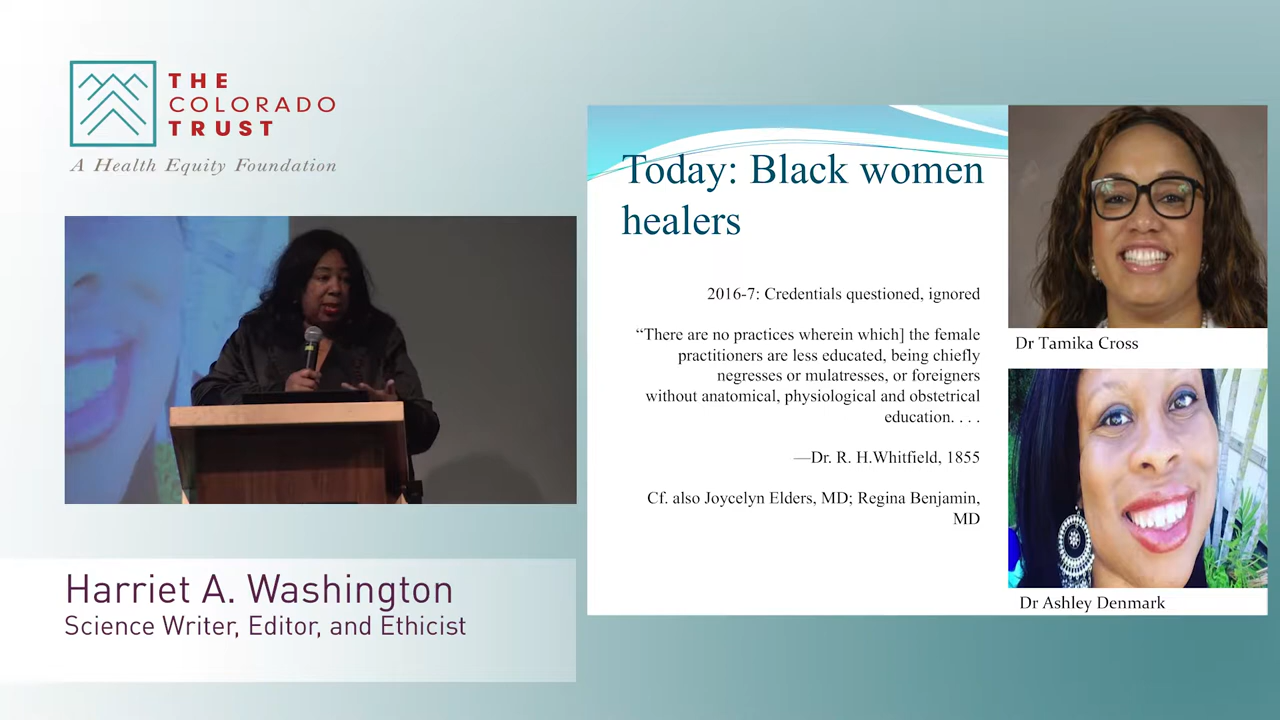 THE
COLORADO
TRUST
A Health Equity Foundation
Today: Black women
healers
2016-7: Credentials questioned, ignored
“There are no practices wherein which] the female
practitioners are less educated, being chiefly
negresses or mulatresses, or foreigners
without anatomical, physiological and obstetrical
education. . . .
—Dr. R. H.Whitfield, 1855
Cf. also Joycelyn Elders, MD; Regina Benjamin,
MD
Dr Tamika Cross
Dr Ashley Denmark
Harriet A. Washington
Science Writer, Editor, and Ethicist